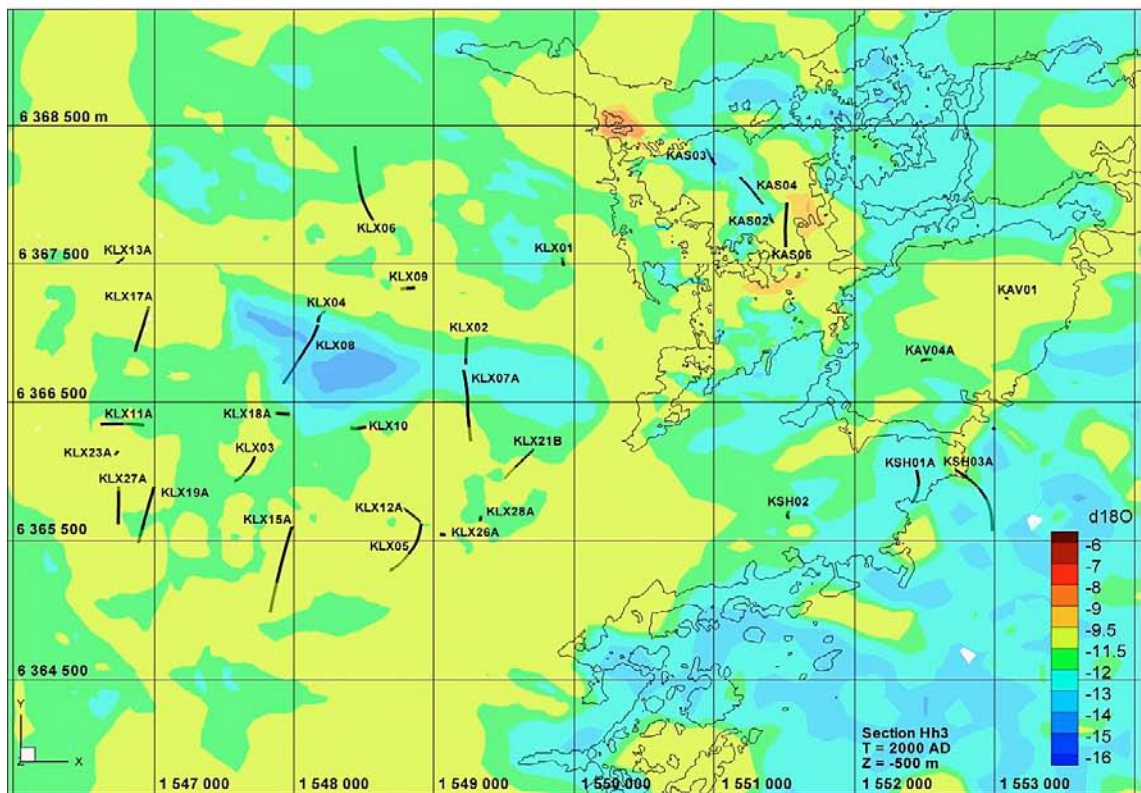 6 368 500 m
KAS03
KAS04
KLX06
KAS02
KLX13A
6 367 500
KLX01
KAS06
KLX09
KLX17A
KAV01
KLX04
KLX02
KLX08
KAV04A
KLX07A
6 366 500
KLX11A
KLX18A
KLX10
KLX21B
KLX03
KLX23A
KSH01A
KSH03A
KLX27A
KLX19A
KSH02
KLX12A
KLX28A
KLX15A
6 365 500
KLX26A
KLX05
d18O
-6
-7
-8
-9
-9.5
-11.5
-12
-13
-14
-15
-16
6 364 500
Y
Z
X
Section Hh3
T = 2000 AD
Z = -500 m
1 547 000
1 548 000
1 549 000
1 550 000
1 551 000
1 552 000
1 553 000